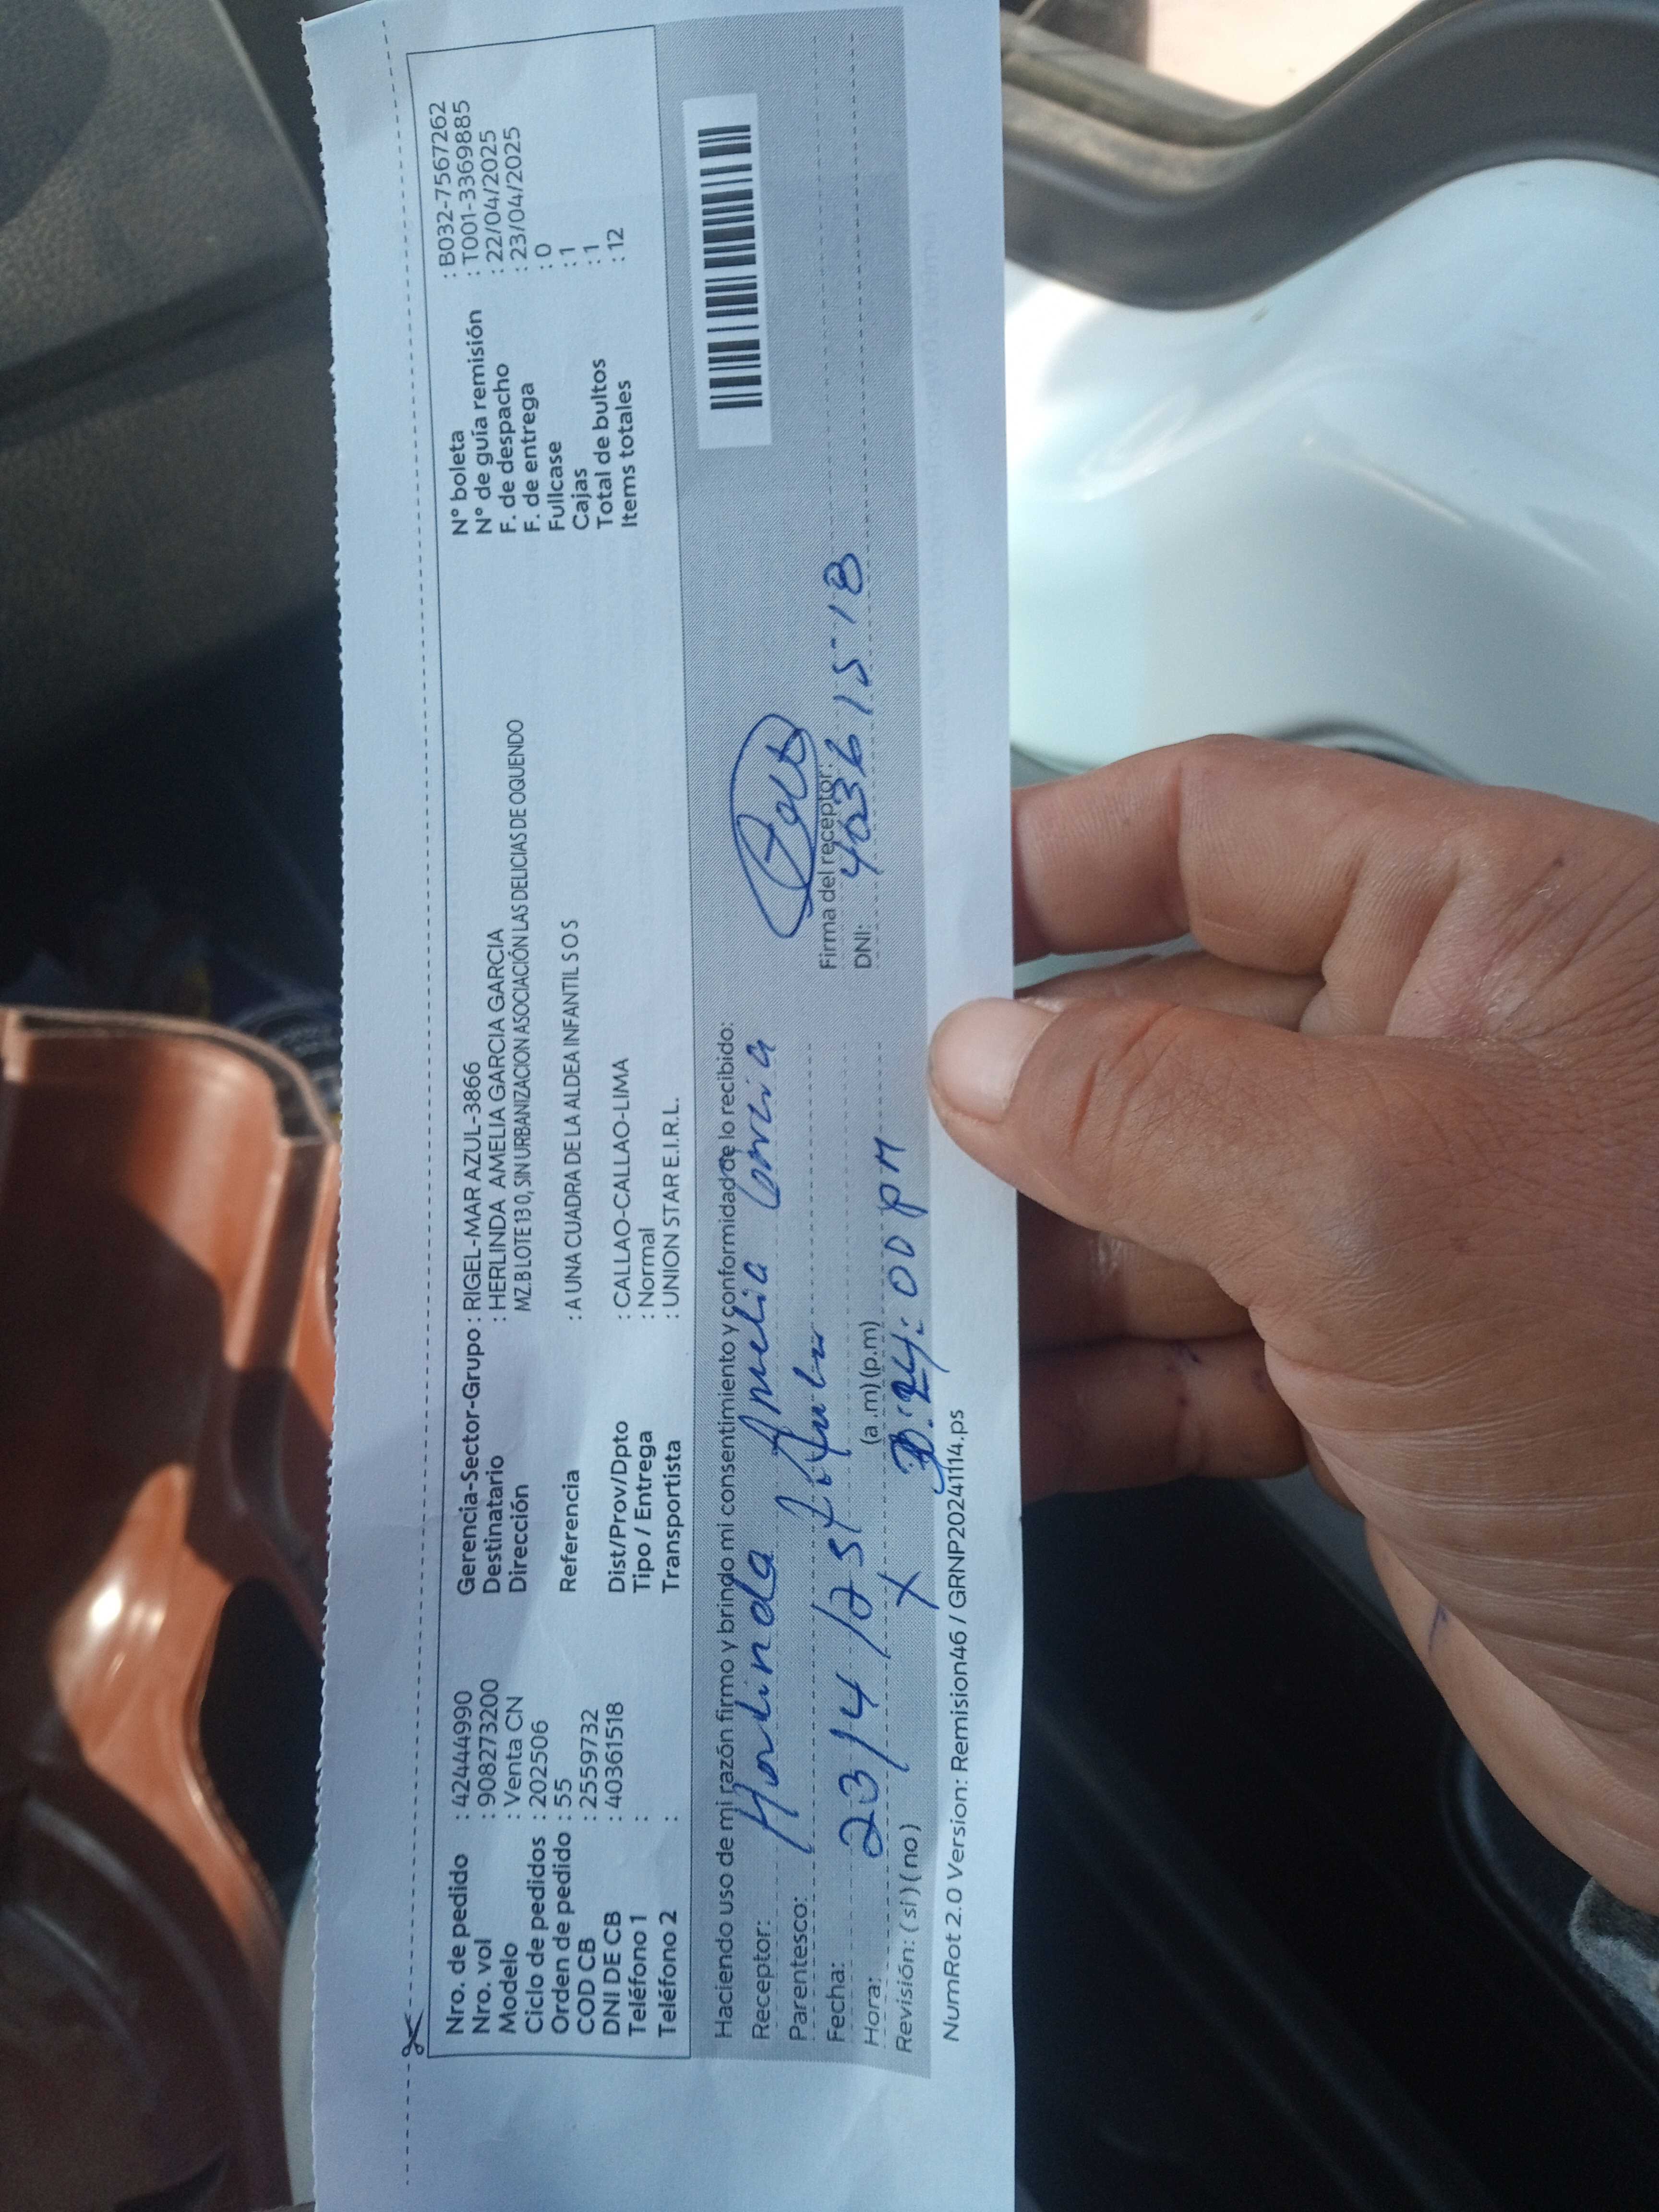 Nro. de pedido : 424444990
Nro. vol : 908273200
Modelo : Venta CN
Ciclo de pedidos : 202506
Orden de pedido : 55
COD CB : 2559732
DNI DE CB : 40361518
Teléfono 1 :
Teléfono 2 :
Gerencia-Sector-Grupo : RIGEL-MAR AZUL-3866
Destinatario : HERLINDA AMELIA GARCIA GARCIA
Dirección MZ.B LOTE 13 0, SIN URBANIZACION ASOCIACIÓN LAS DELICIAS DE OQUENDO
Referencia : A UNA CUADRA DE LA ALDEA INFANTIL S O S
Dist/Prov/Dpto : CALLAO-CALLAO-LIMA
Tipo / Entrega : Normal
Transportista : UNION STAR E.I.R.L.
N° boleta : B032-7567262
N° de guía remisión : T001-3369885
F. de despacho : 22/04/2025
F. de entrega : 23/04/2025
Fullcase : 0
Cajas : 1
Total de bultos : 1
Items totales : 12
Haciendo uso de mi razón firmo y brindo mi consentimiento y conformidad de lo recibido:
Receptor: Herlinda Amelia
Parentesco:
Fecha: 23/4/25
Hora: (a.m) (p.m)
Revisión: ( si ) ( no ) X 3:24:00 pm
Firma del receptor:
DNI: 40361518
NumRot 2.0 Version: Remision46 / GRNP20241114.ps